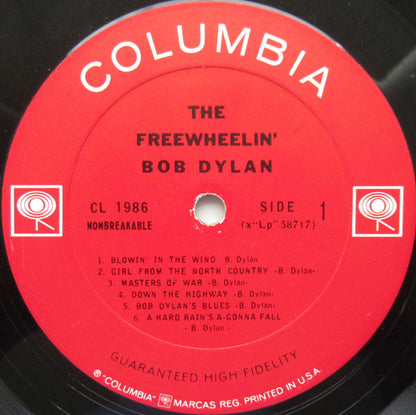 COLUMBIA
THE
FREEWHEELIN'
BOB DYLAN
CL 1986
NONBREAKABLE
SIDE 1
(x"Lp"58717)
1. BLOWIN' IN THE WIND B. Dylan
2. GIRL FROM THE NORTH COUNTRY -B. Dylan-
3. MASTERS OF WAR -B. Dylan-
4. DOWN THE HIGHWAY -B. Dylan-
5. BOB DYLAN'S BLUES -B. Dylan-
6. A HARD RAIN'S A-GONNA FALL
-B. Dylan-
GUARANTEED HIGH FIDELITY
® "COLUMBIA" MARCAS REG. PRINTED IN U.S.A.